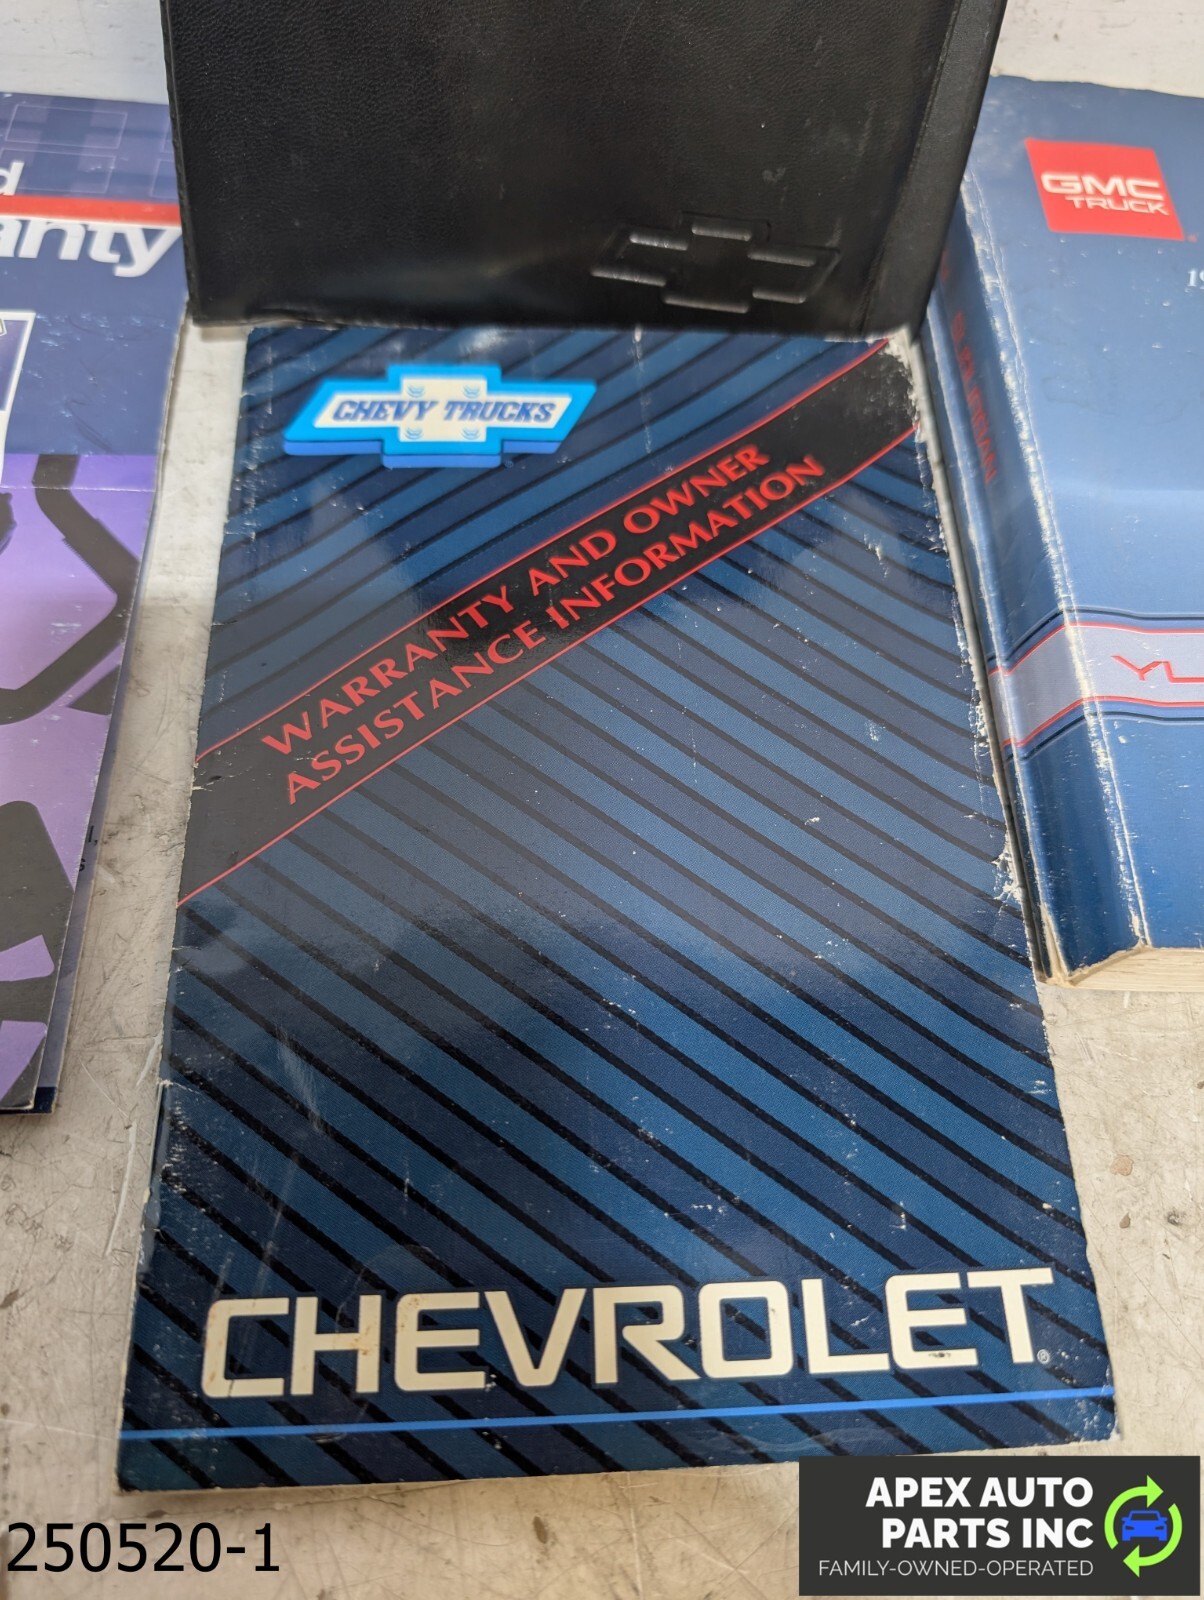 GMC
TRUCK
CHEVY TRUCKS
WARRANTY AND OWNER
ASSISTANCE INFORMATION
CHEVROLET
®
250520-1
APEX AUTO
PARTS INC
FAMILY-OWNED-OPERATED